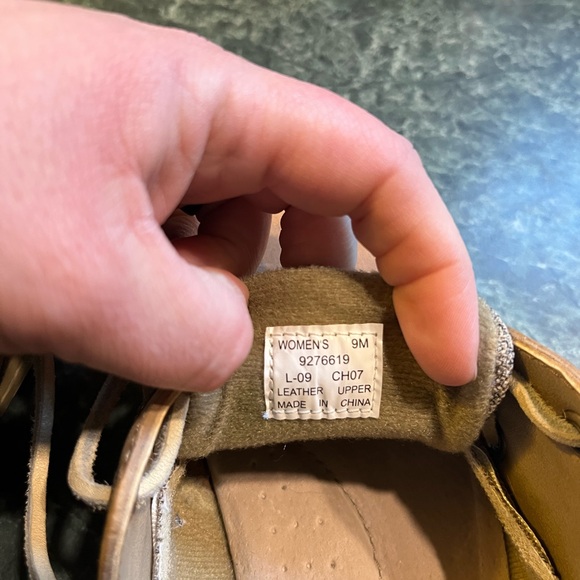 WOMEN'S 9M
9276619
L-09 CH07
LEATHER UPPER
MADE IN CHINA